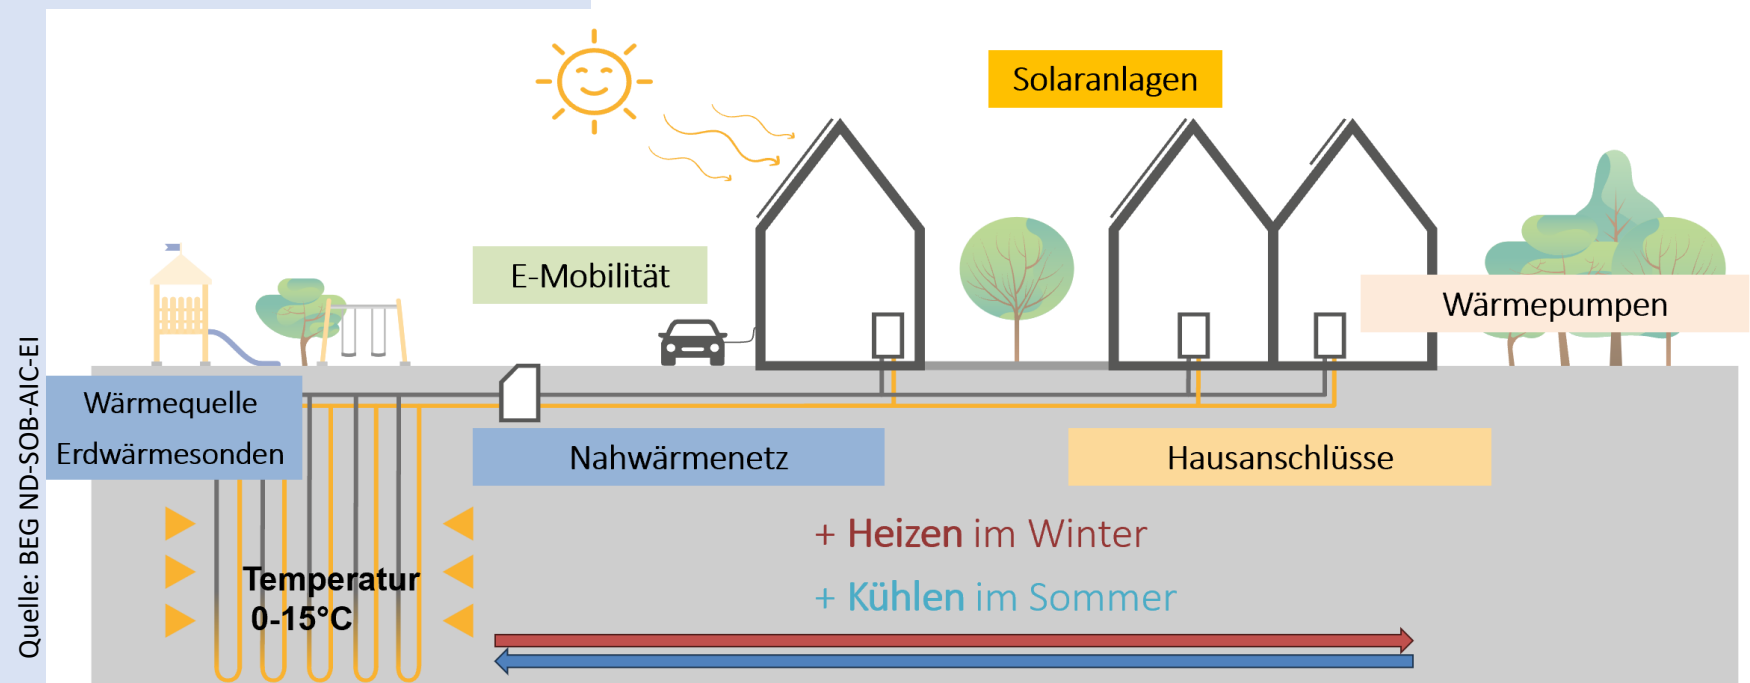 Solaranlagen
E-Mobilität
Wärmepumpen
Wärmequelle
Erdwärmesonden
Nahwärmenetz
Hausanschlüsse
+ Heizen im Winter
+ Kühlen im Sommer
Temperatur
0-15°C
Quelle: BEG ND-SOB-AIC-EI